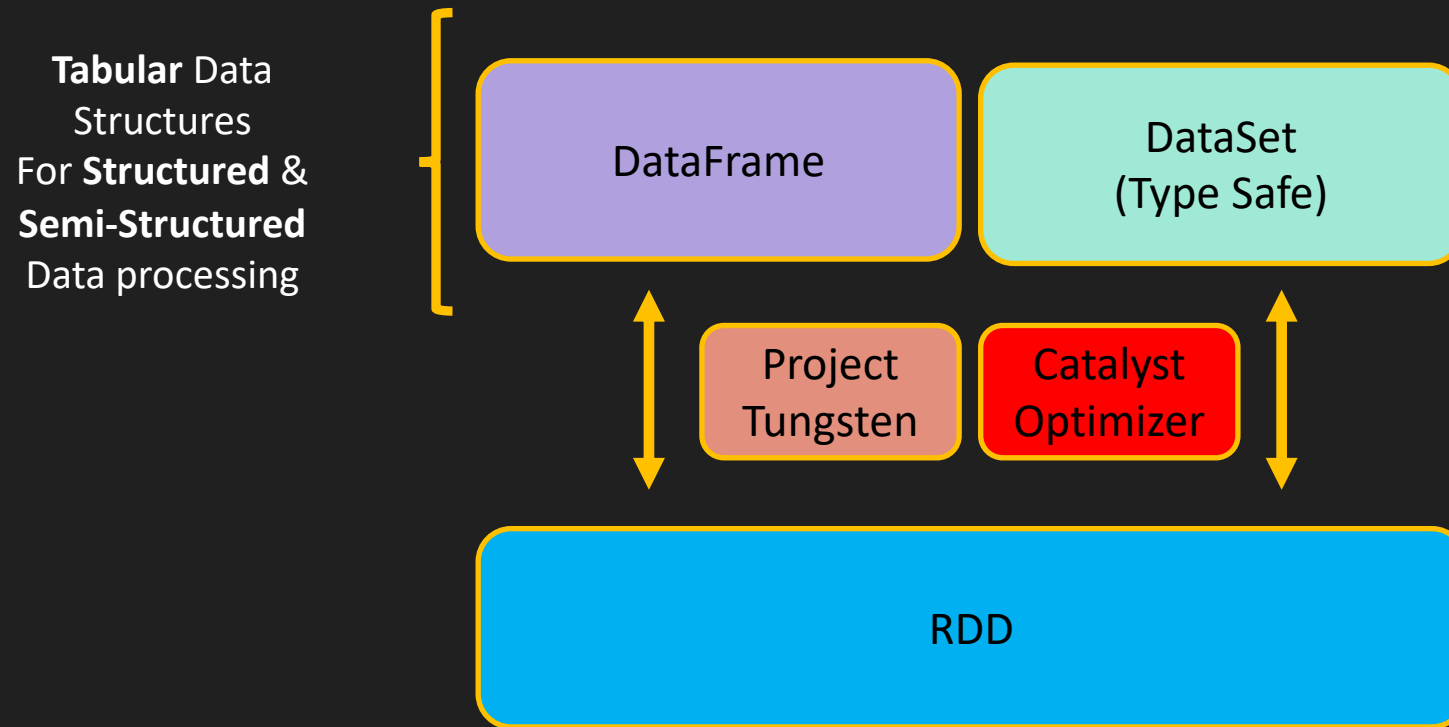 Tabular Data
Structures
For Structured &
Semi-Structured
Data processing
DataFrame
DataSet
(Type Safe)
Project
Tungsten
Catalyst
Optimizer
RDD